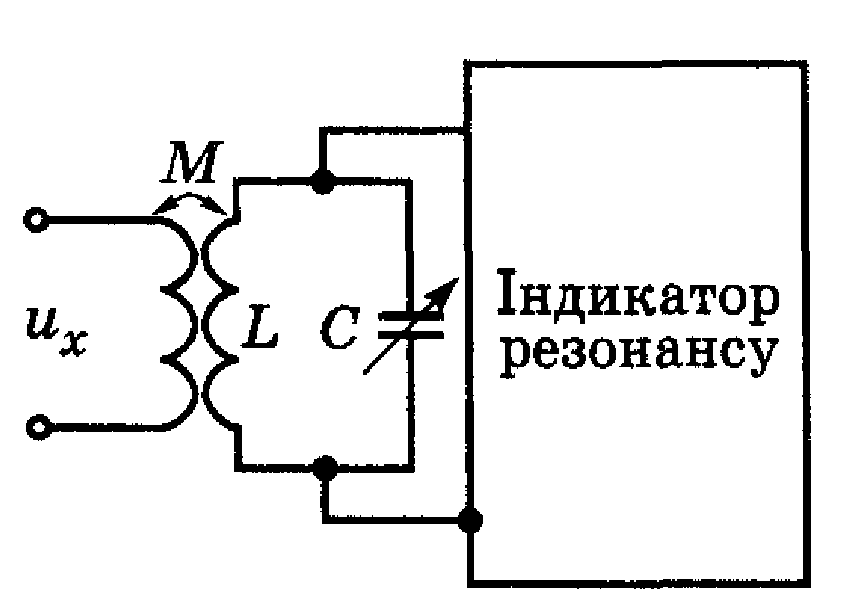 M
u_x
L
C
Індикатор
резонансу